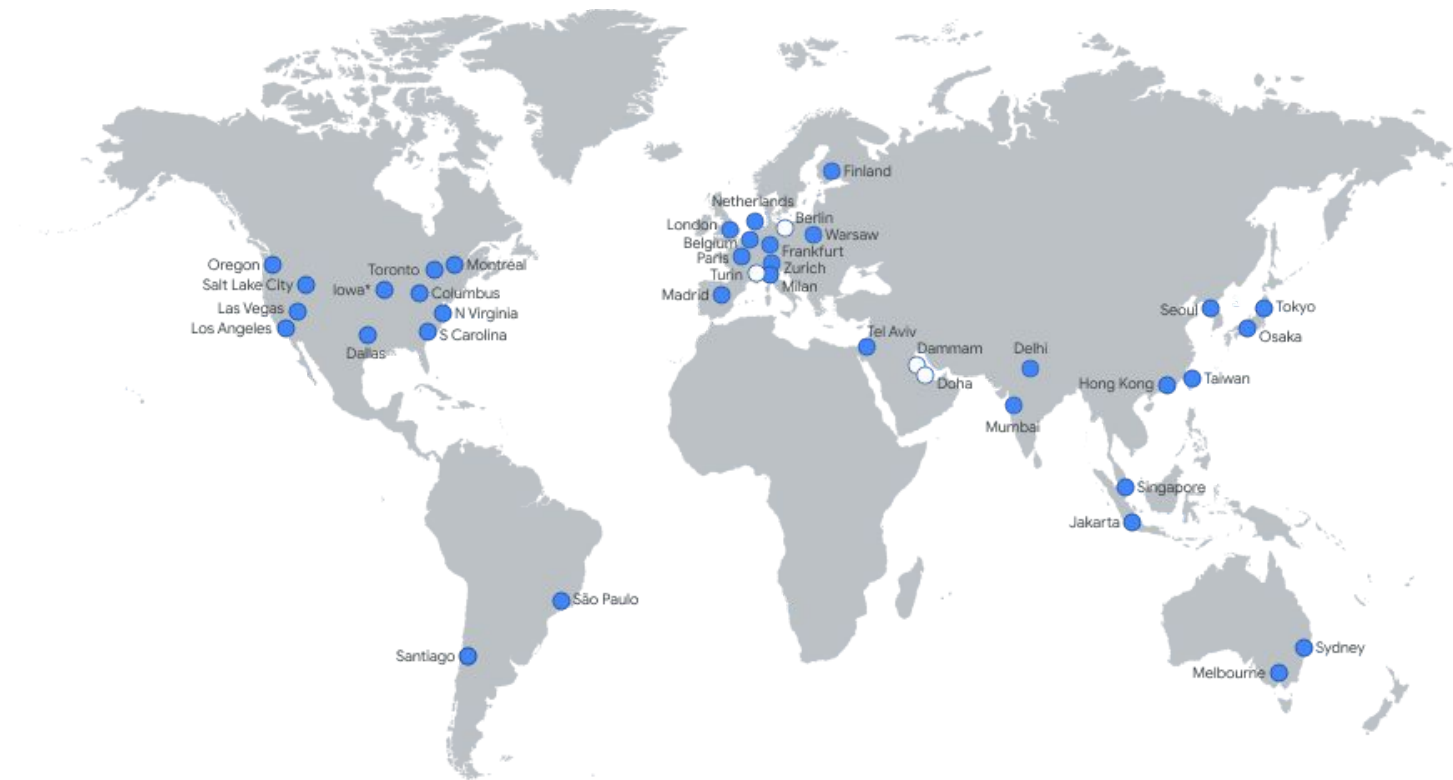 Finland
Netherlands
Berlin
London
Warsaw
Belgium
Frankfurt
Paris
Zurich
Turin
Milan
Madrid
Oregon
Toronto
Montréal
Salt Lake City
Iowa*
Columbus
Las Vegas
N Virginia
Los Angeles
S Carolina
Dallas
Seoul
Tokyo
Osaka
Tel Aviv
Dammam
Delhi
Doha
Hong Kong
Taiwan
Mumbai
Singapore
Jakarta
São Paulo
Santiago
Sydney
Melbourne